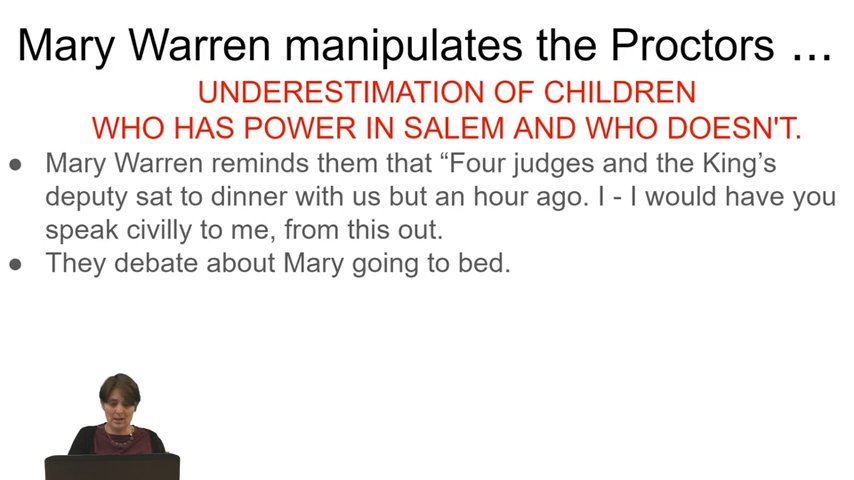 Mary Warren manipulates the Proctors ...
UNDERESTIMATION OF CHILDREN
WHO HAS POWER IN SALEM AND WHO DOESN'T.
● Mary Warren reminds them that “Four judges and the King’s
deputy sat to dinner with us but an hour ago. I - I would have you
speak civilly to me, from this out.
● They debate about Mary going to bed.